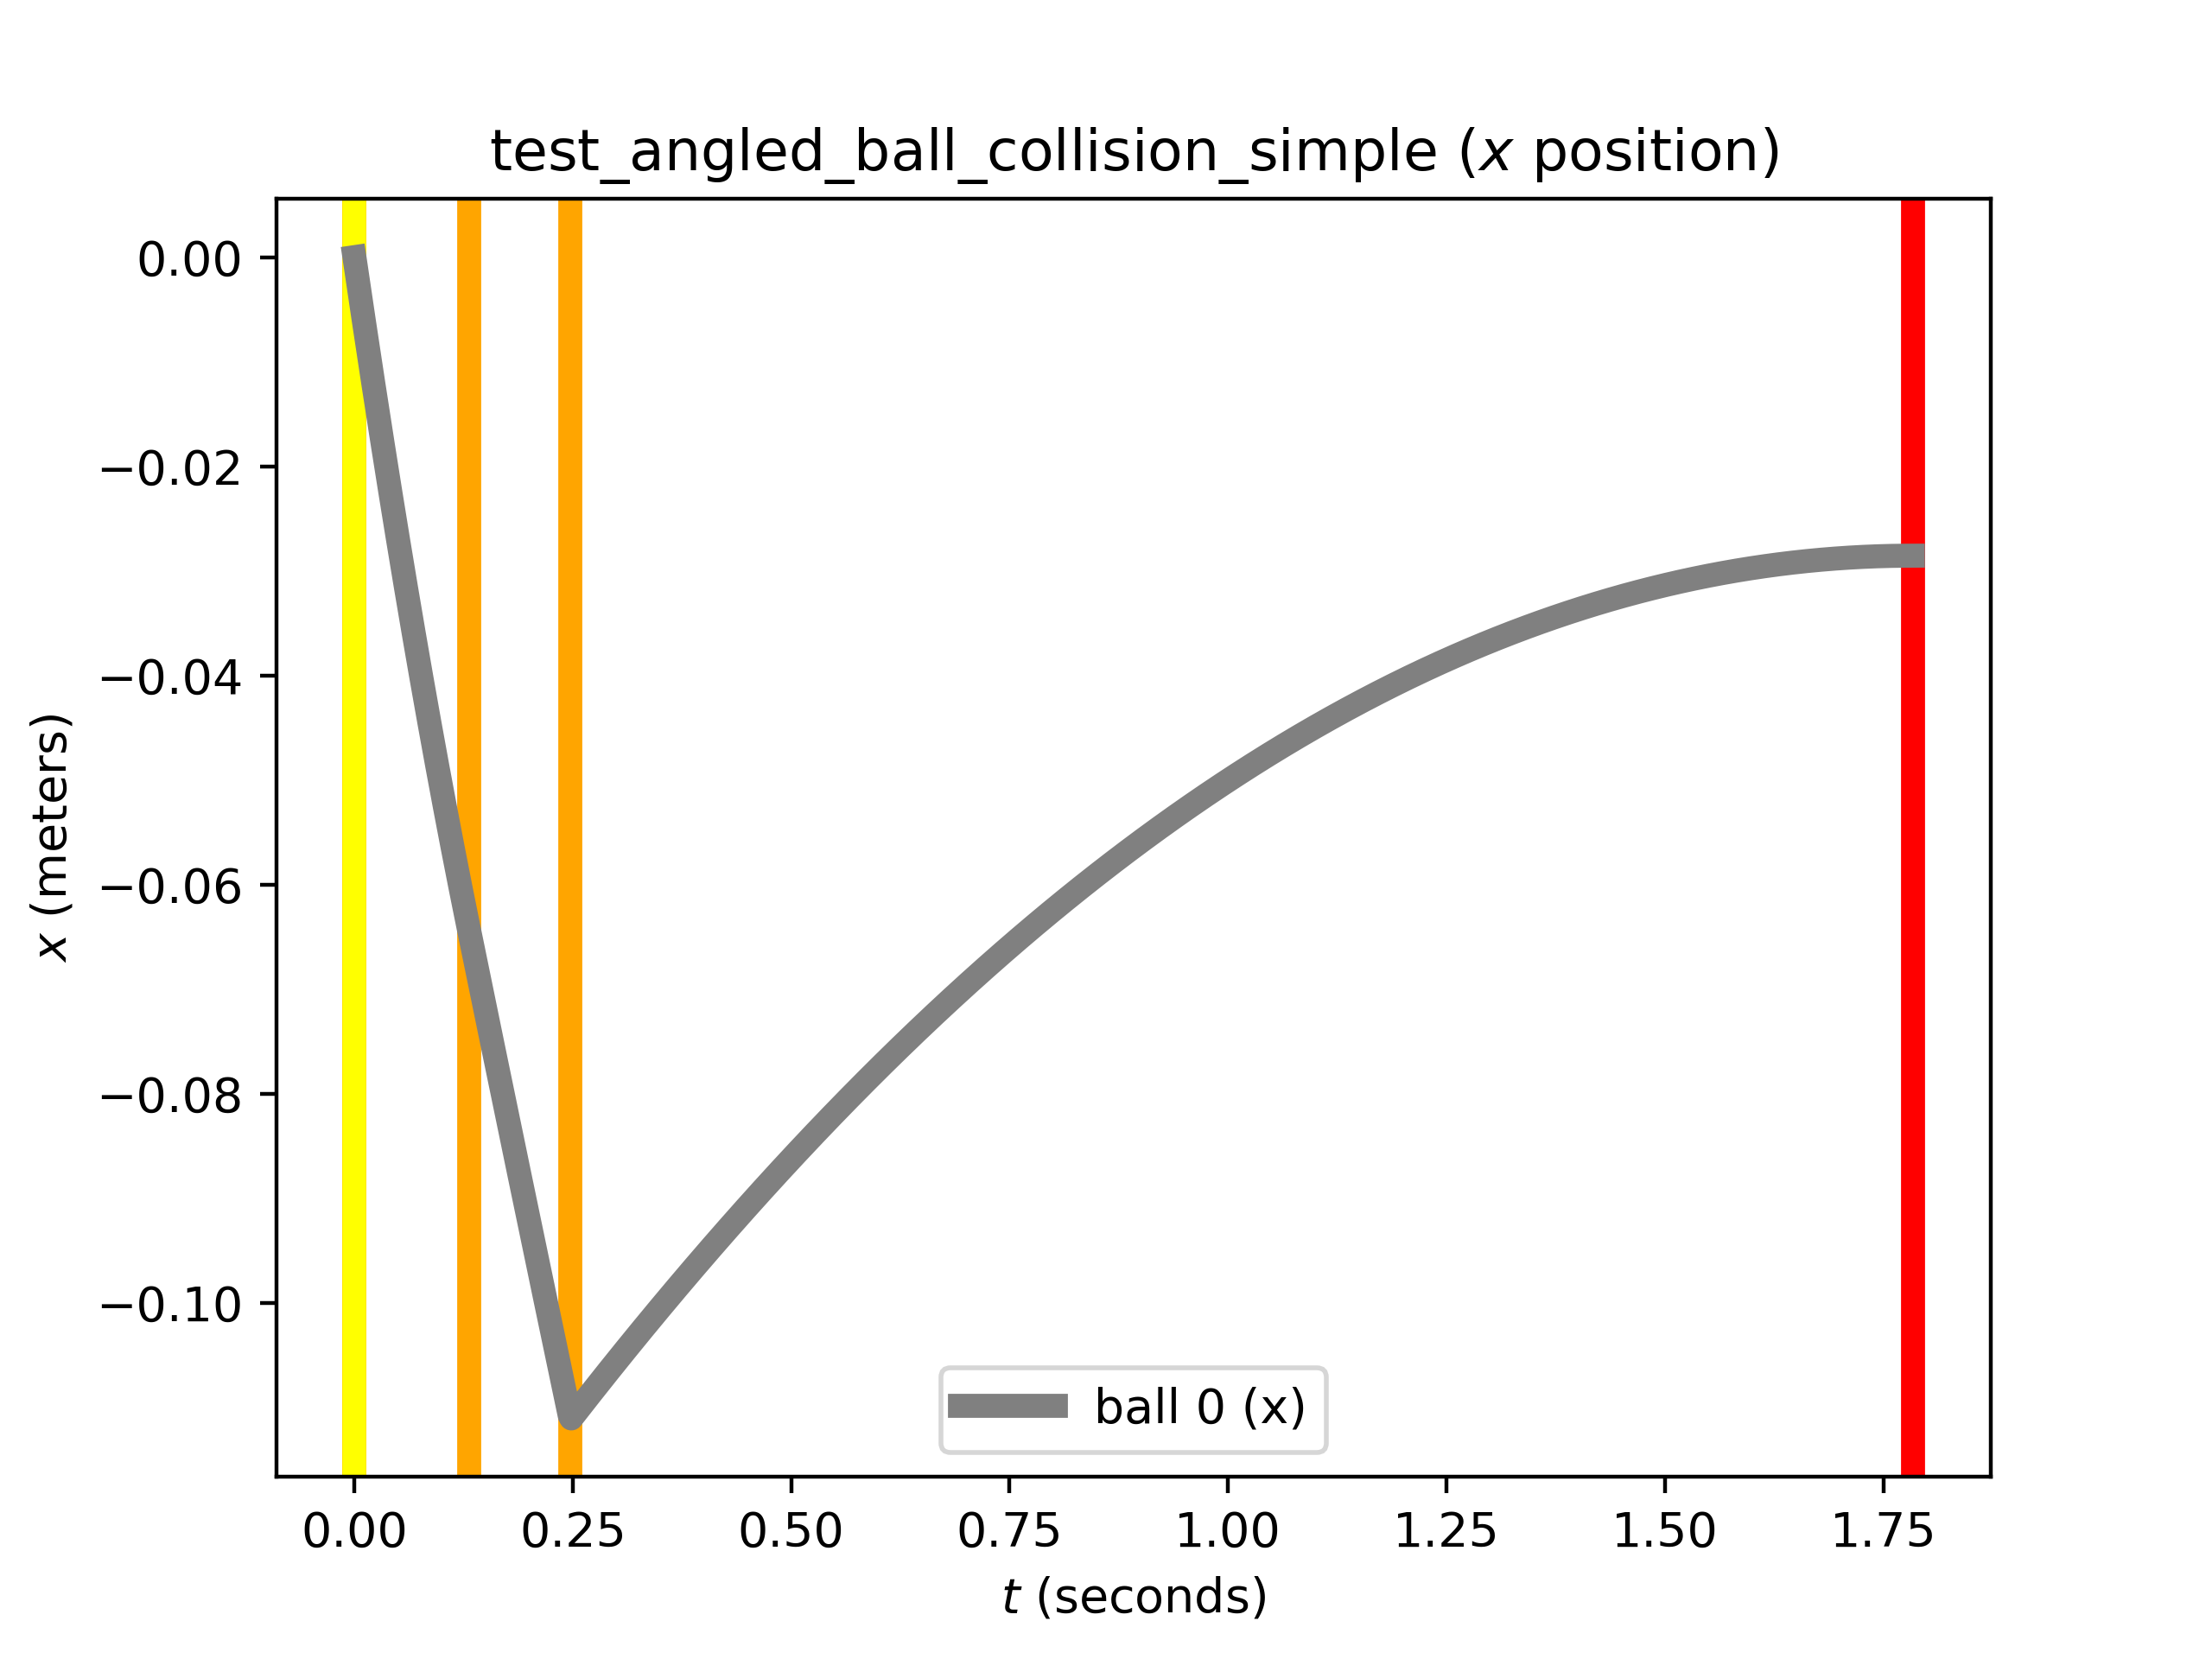 test_angled_ball_collision_simple (x position)
x (meters)
0.00
−0.02
−0.04
−0.06
−0.08
−0.10
ball 0 (x)
0.00 0.25 0.50 0.75 1.00 1.25 1.50 1.75
t (seconds)